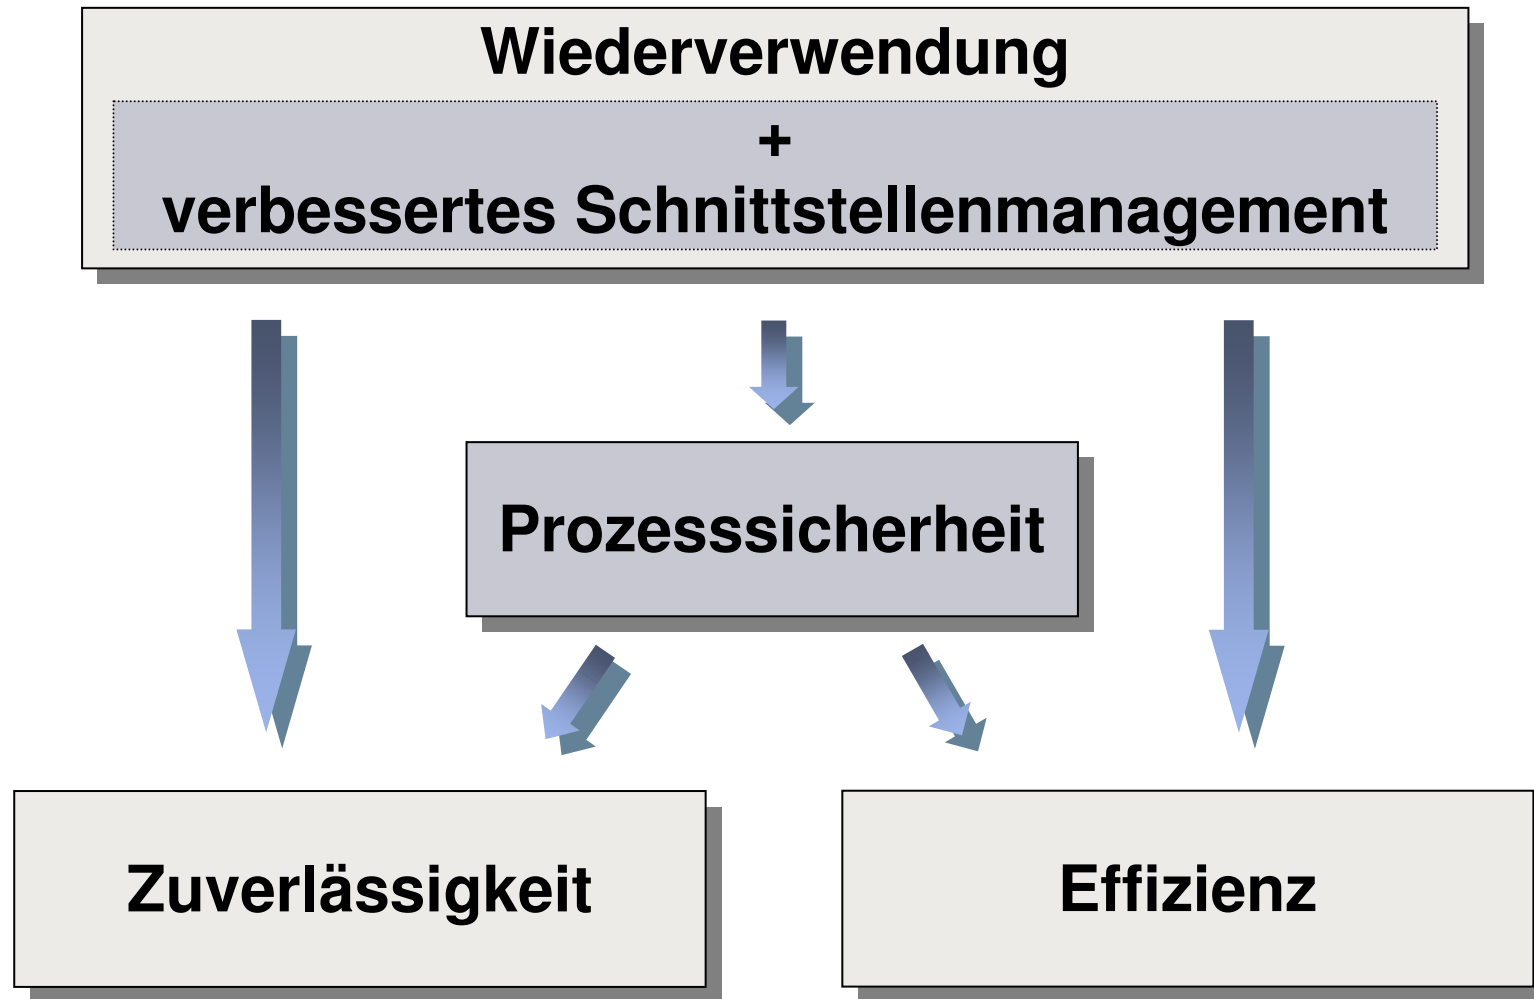 Wiederverwendung
+
verbessertes Schnittstellenmanagement
Prozesssicherheit
Zuverlässigkeit
Effizienz